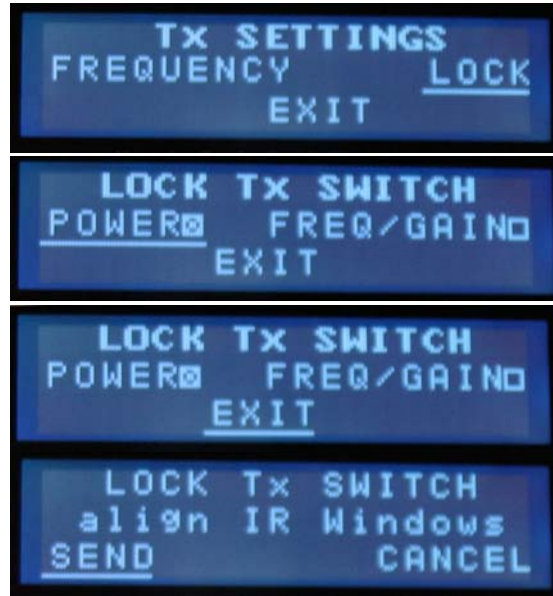 Tx SETTINGS
FREQUENCY LOCK
EXIT
LOCK Tx SWITCH
POWER☒ FREQ/GAIN☐
EXIT
LOCK Tx SWITCH
POWER☒ FREQ/GAIN☐
EXIT
LOCK Tx SWITCH
align IR Windows
SEND CANCEL